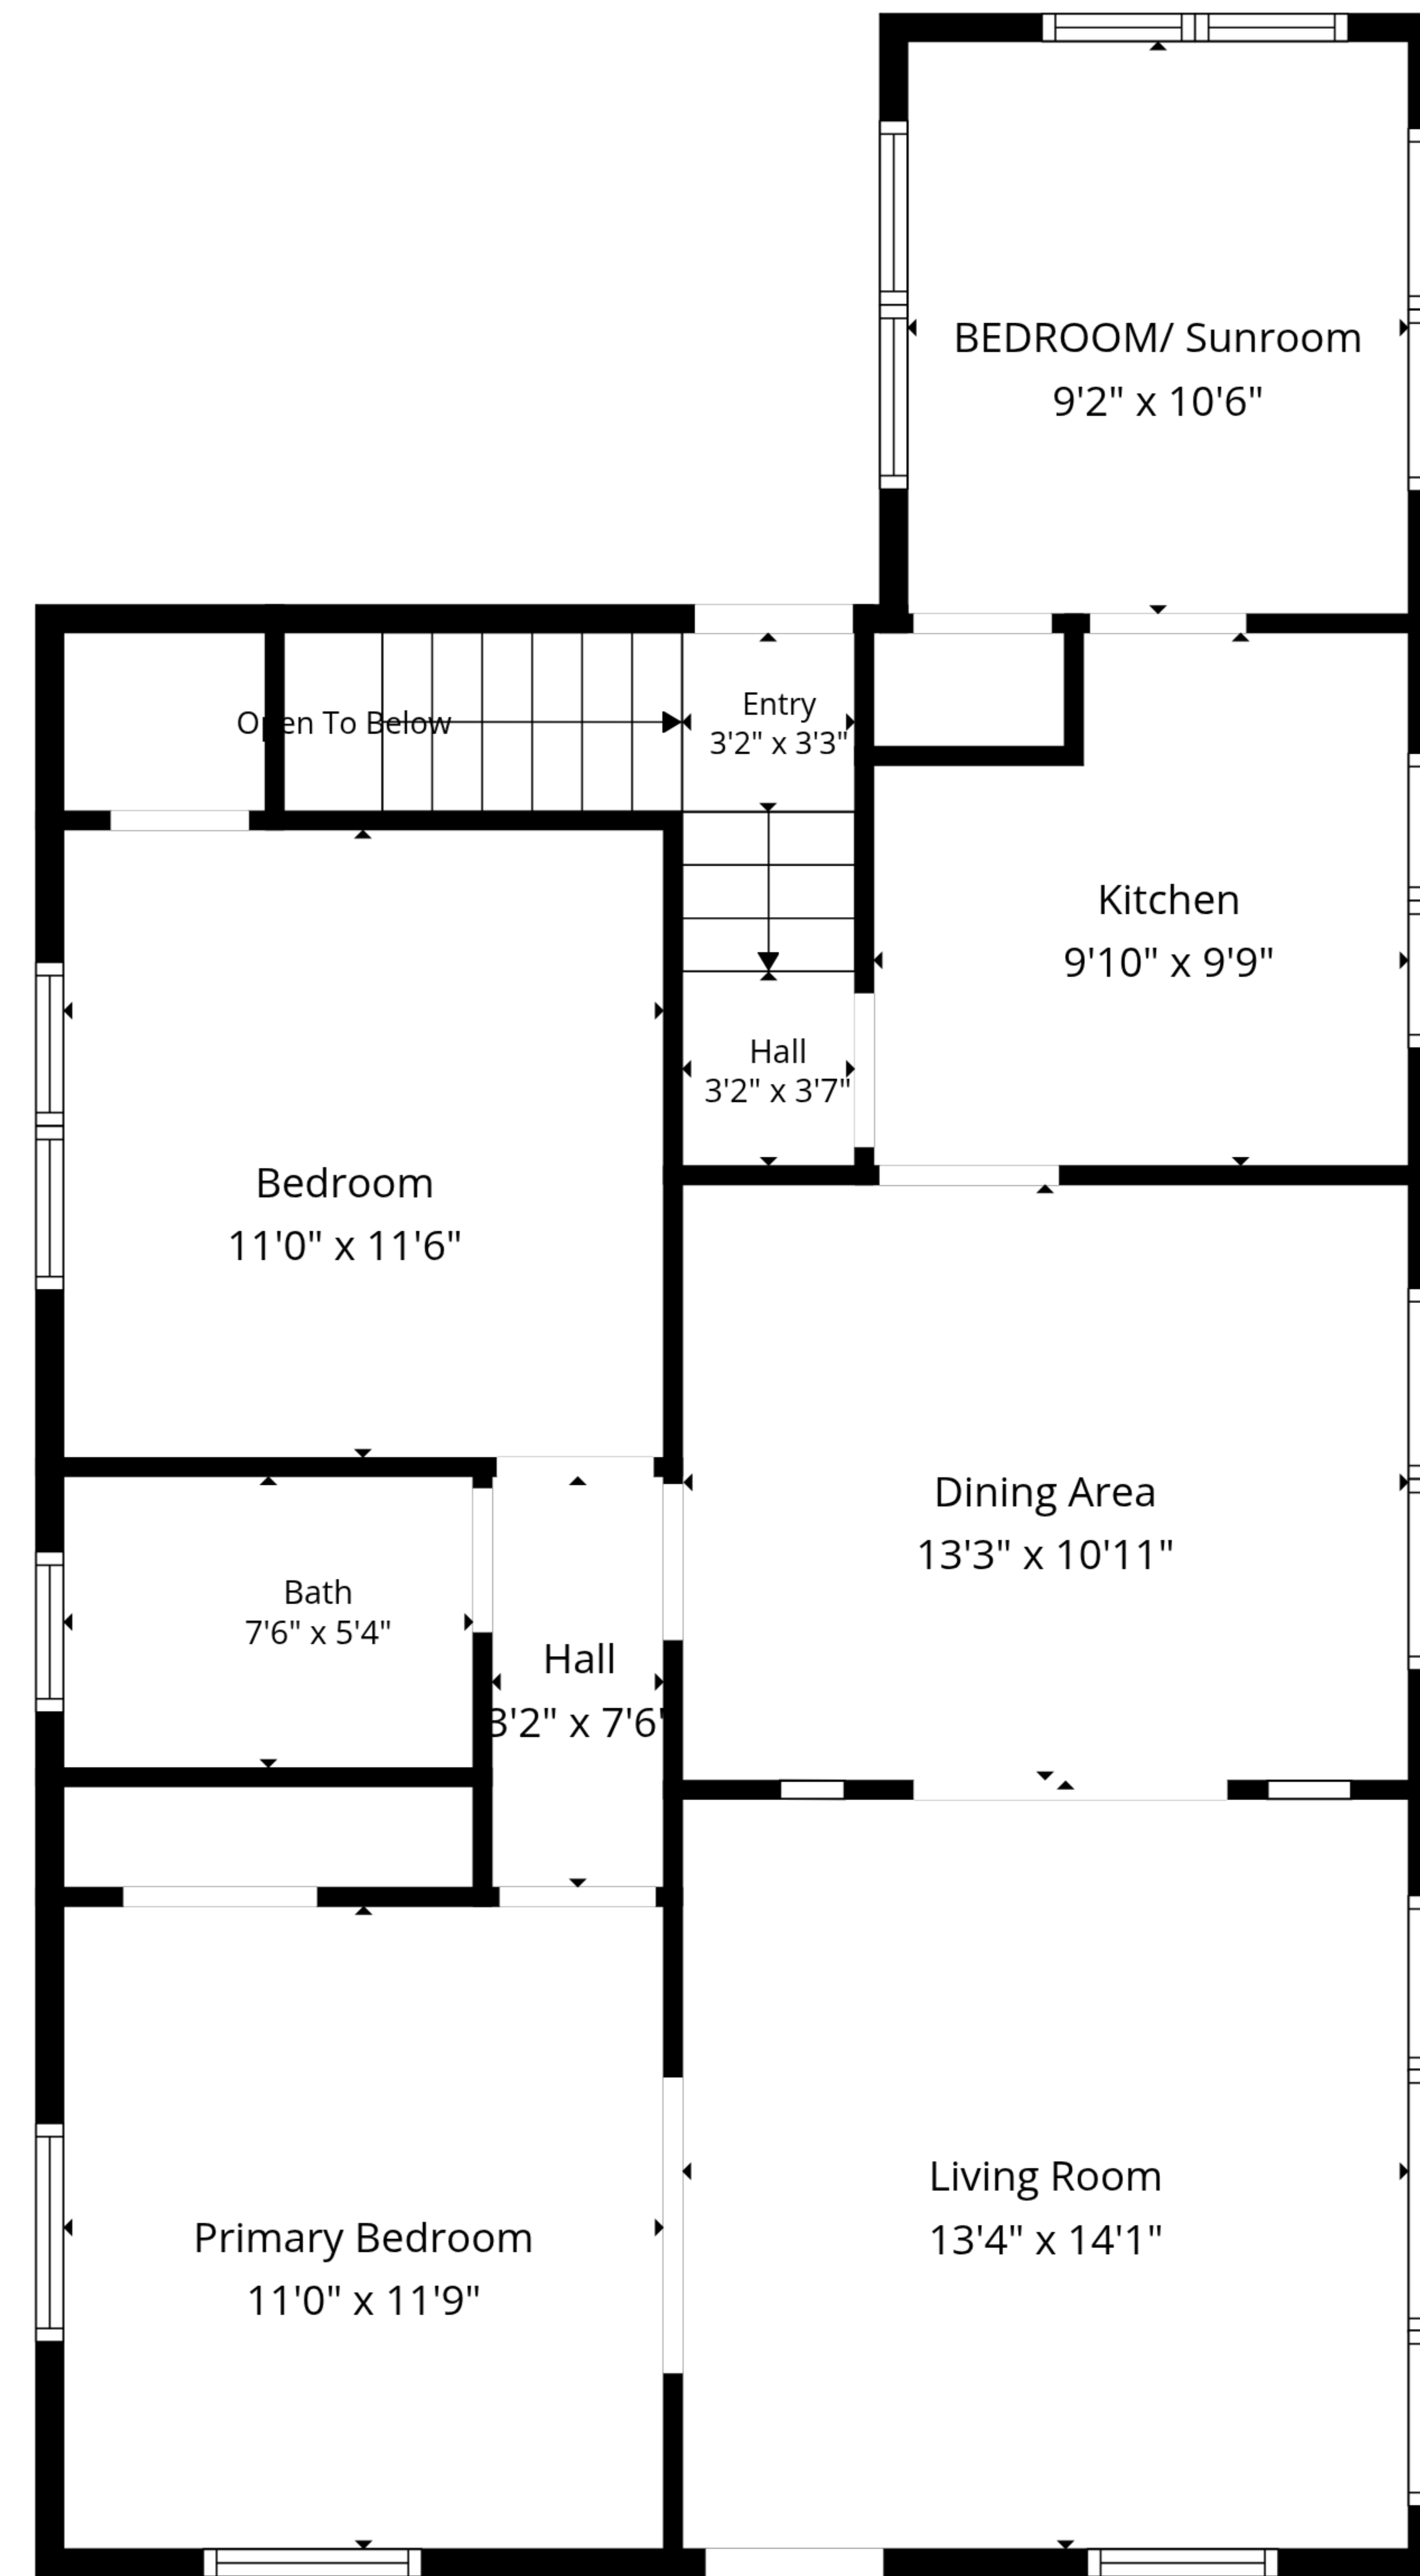 BEDROOM/ Sunroom
9'2" x 10'6"
Open To Below
Entry
3'2" x 3'3"
Kitchen
9'10" x 9'9"
Hall
3'2" x 3'7"
Bedroom
11'0" x 11'6"
Dining Area
13'3" x 10'11"
Bath
7'6" x 5'4"
Hall
3'2" x 7'6"
Living Room
13'4" x 14'1"
Primary Bedroom
11'0" x 11'9"